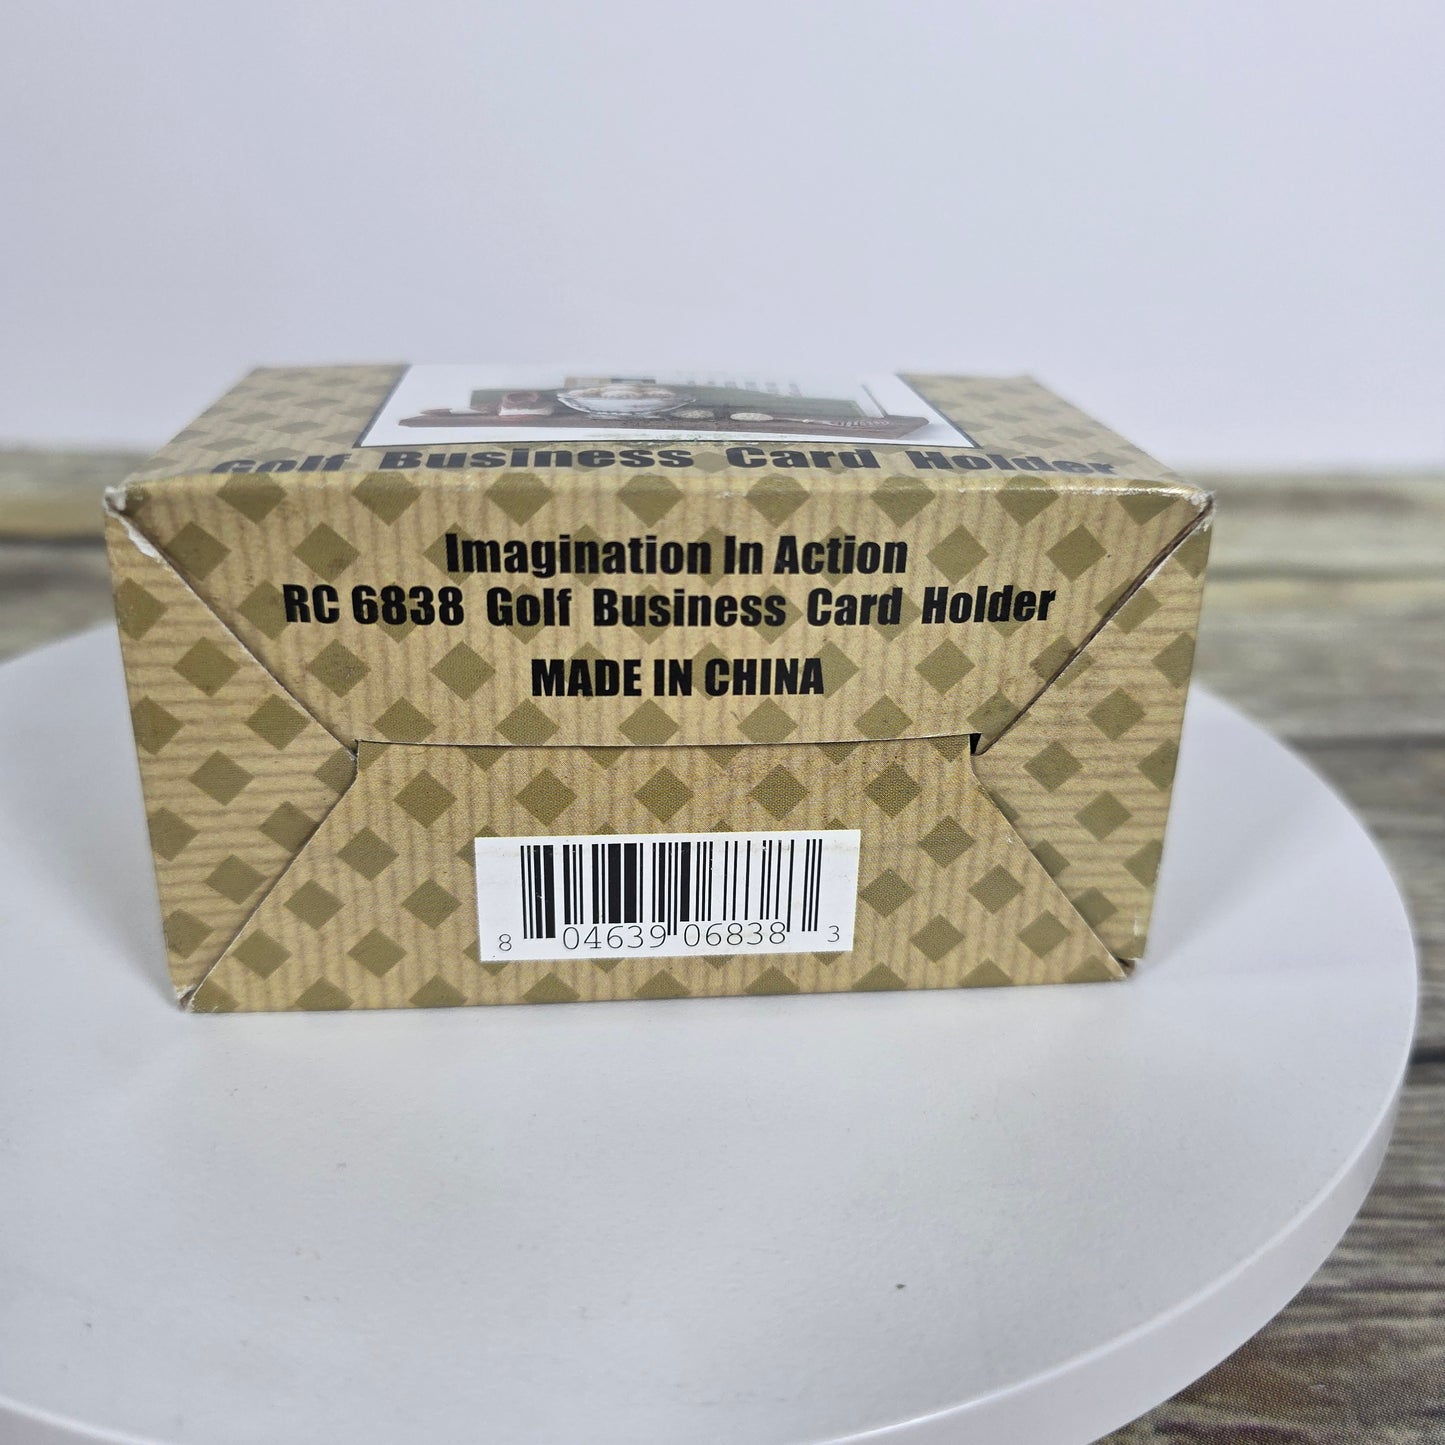 Golf Business Card Holder
Imagination In Action
RC 6838 Golf Business Card Holder
MADE IN CHINA
8 04639 06838 3